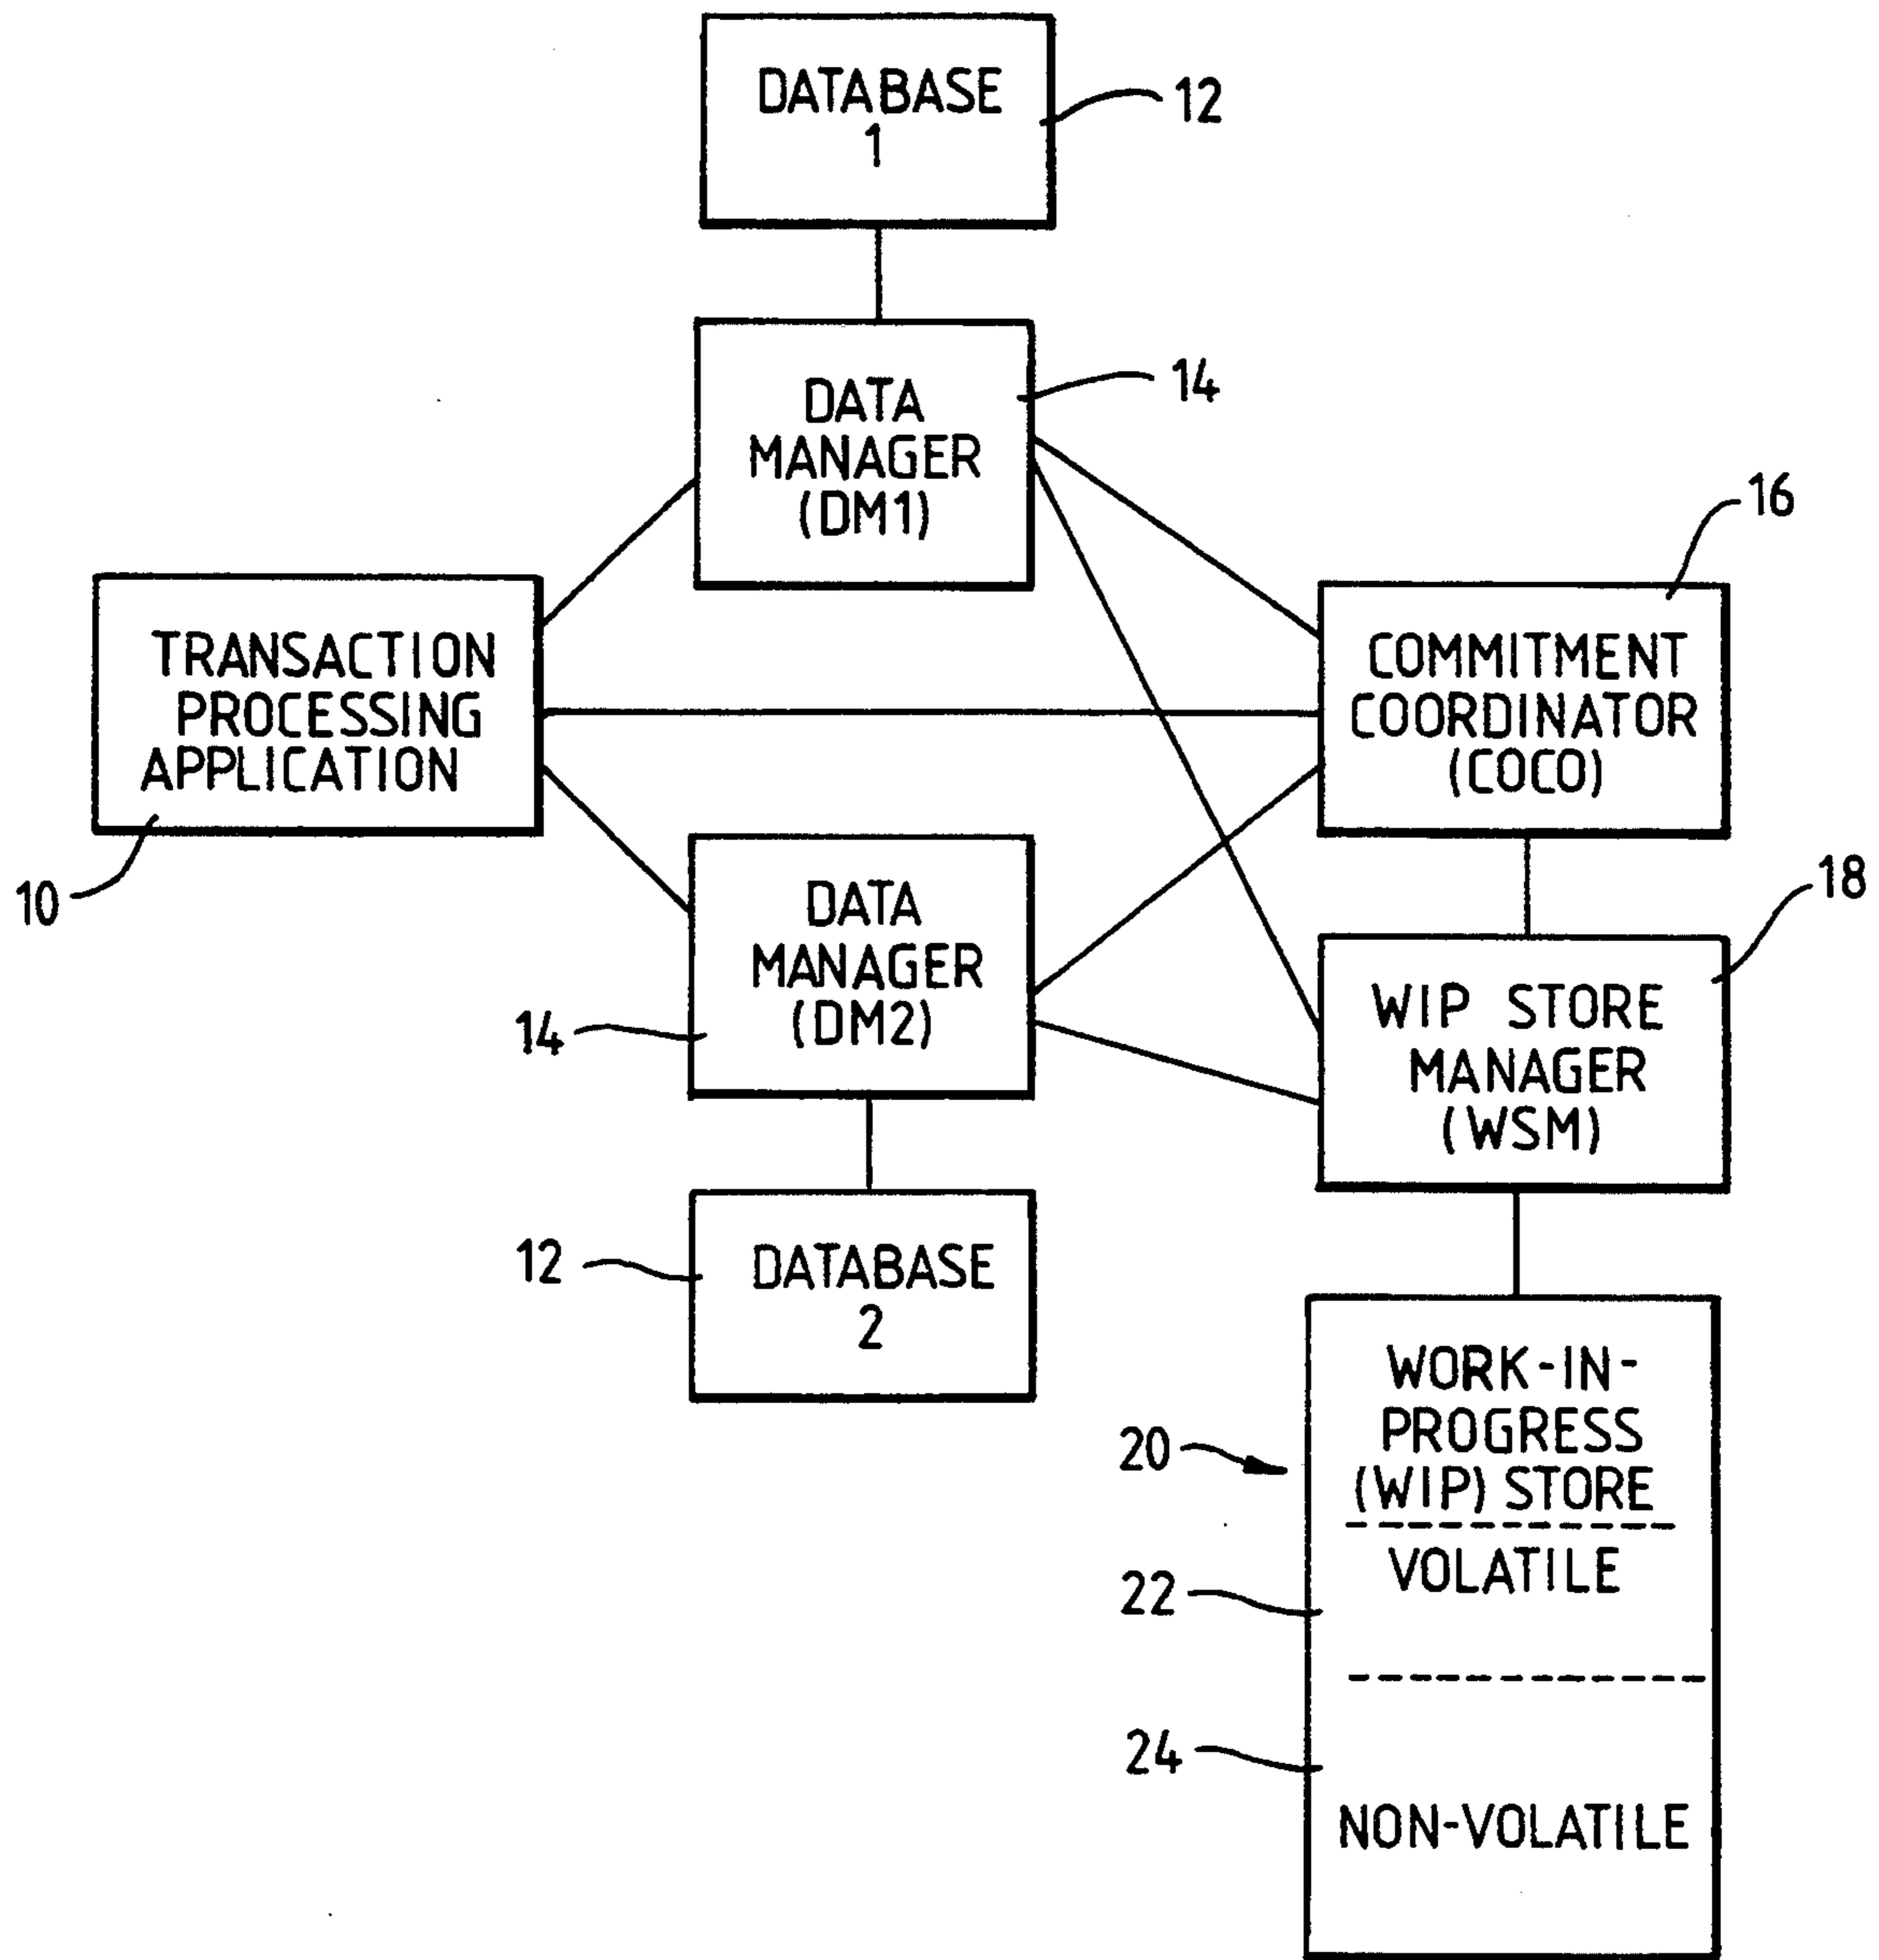 DATABASE
1
12
DATA
MANAGER
(DM1)
14
TRANSACTION
PROCESSING
APPLICATION
10
COMMITMENT
COORDINATOR
(COCO)
16
DATA
MANAGER
(DM2)
14
WIP STORE
MANAGER
(WSM)
18
DATABASE
2
12
WORK-IN-
PROGRESS
(WIP) STORE
20
VOLATILE
22
24
NON-VOLATILE